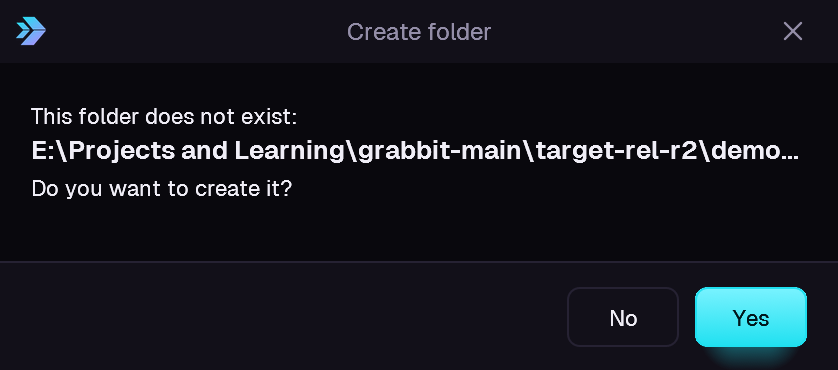 Create folder
This folder does not exist:
E:\Projects and Learning\grabbit-main\target-rel-r2\demo...
Do you want to create it?
No
Yes